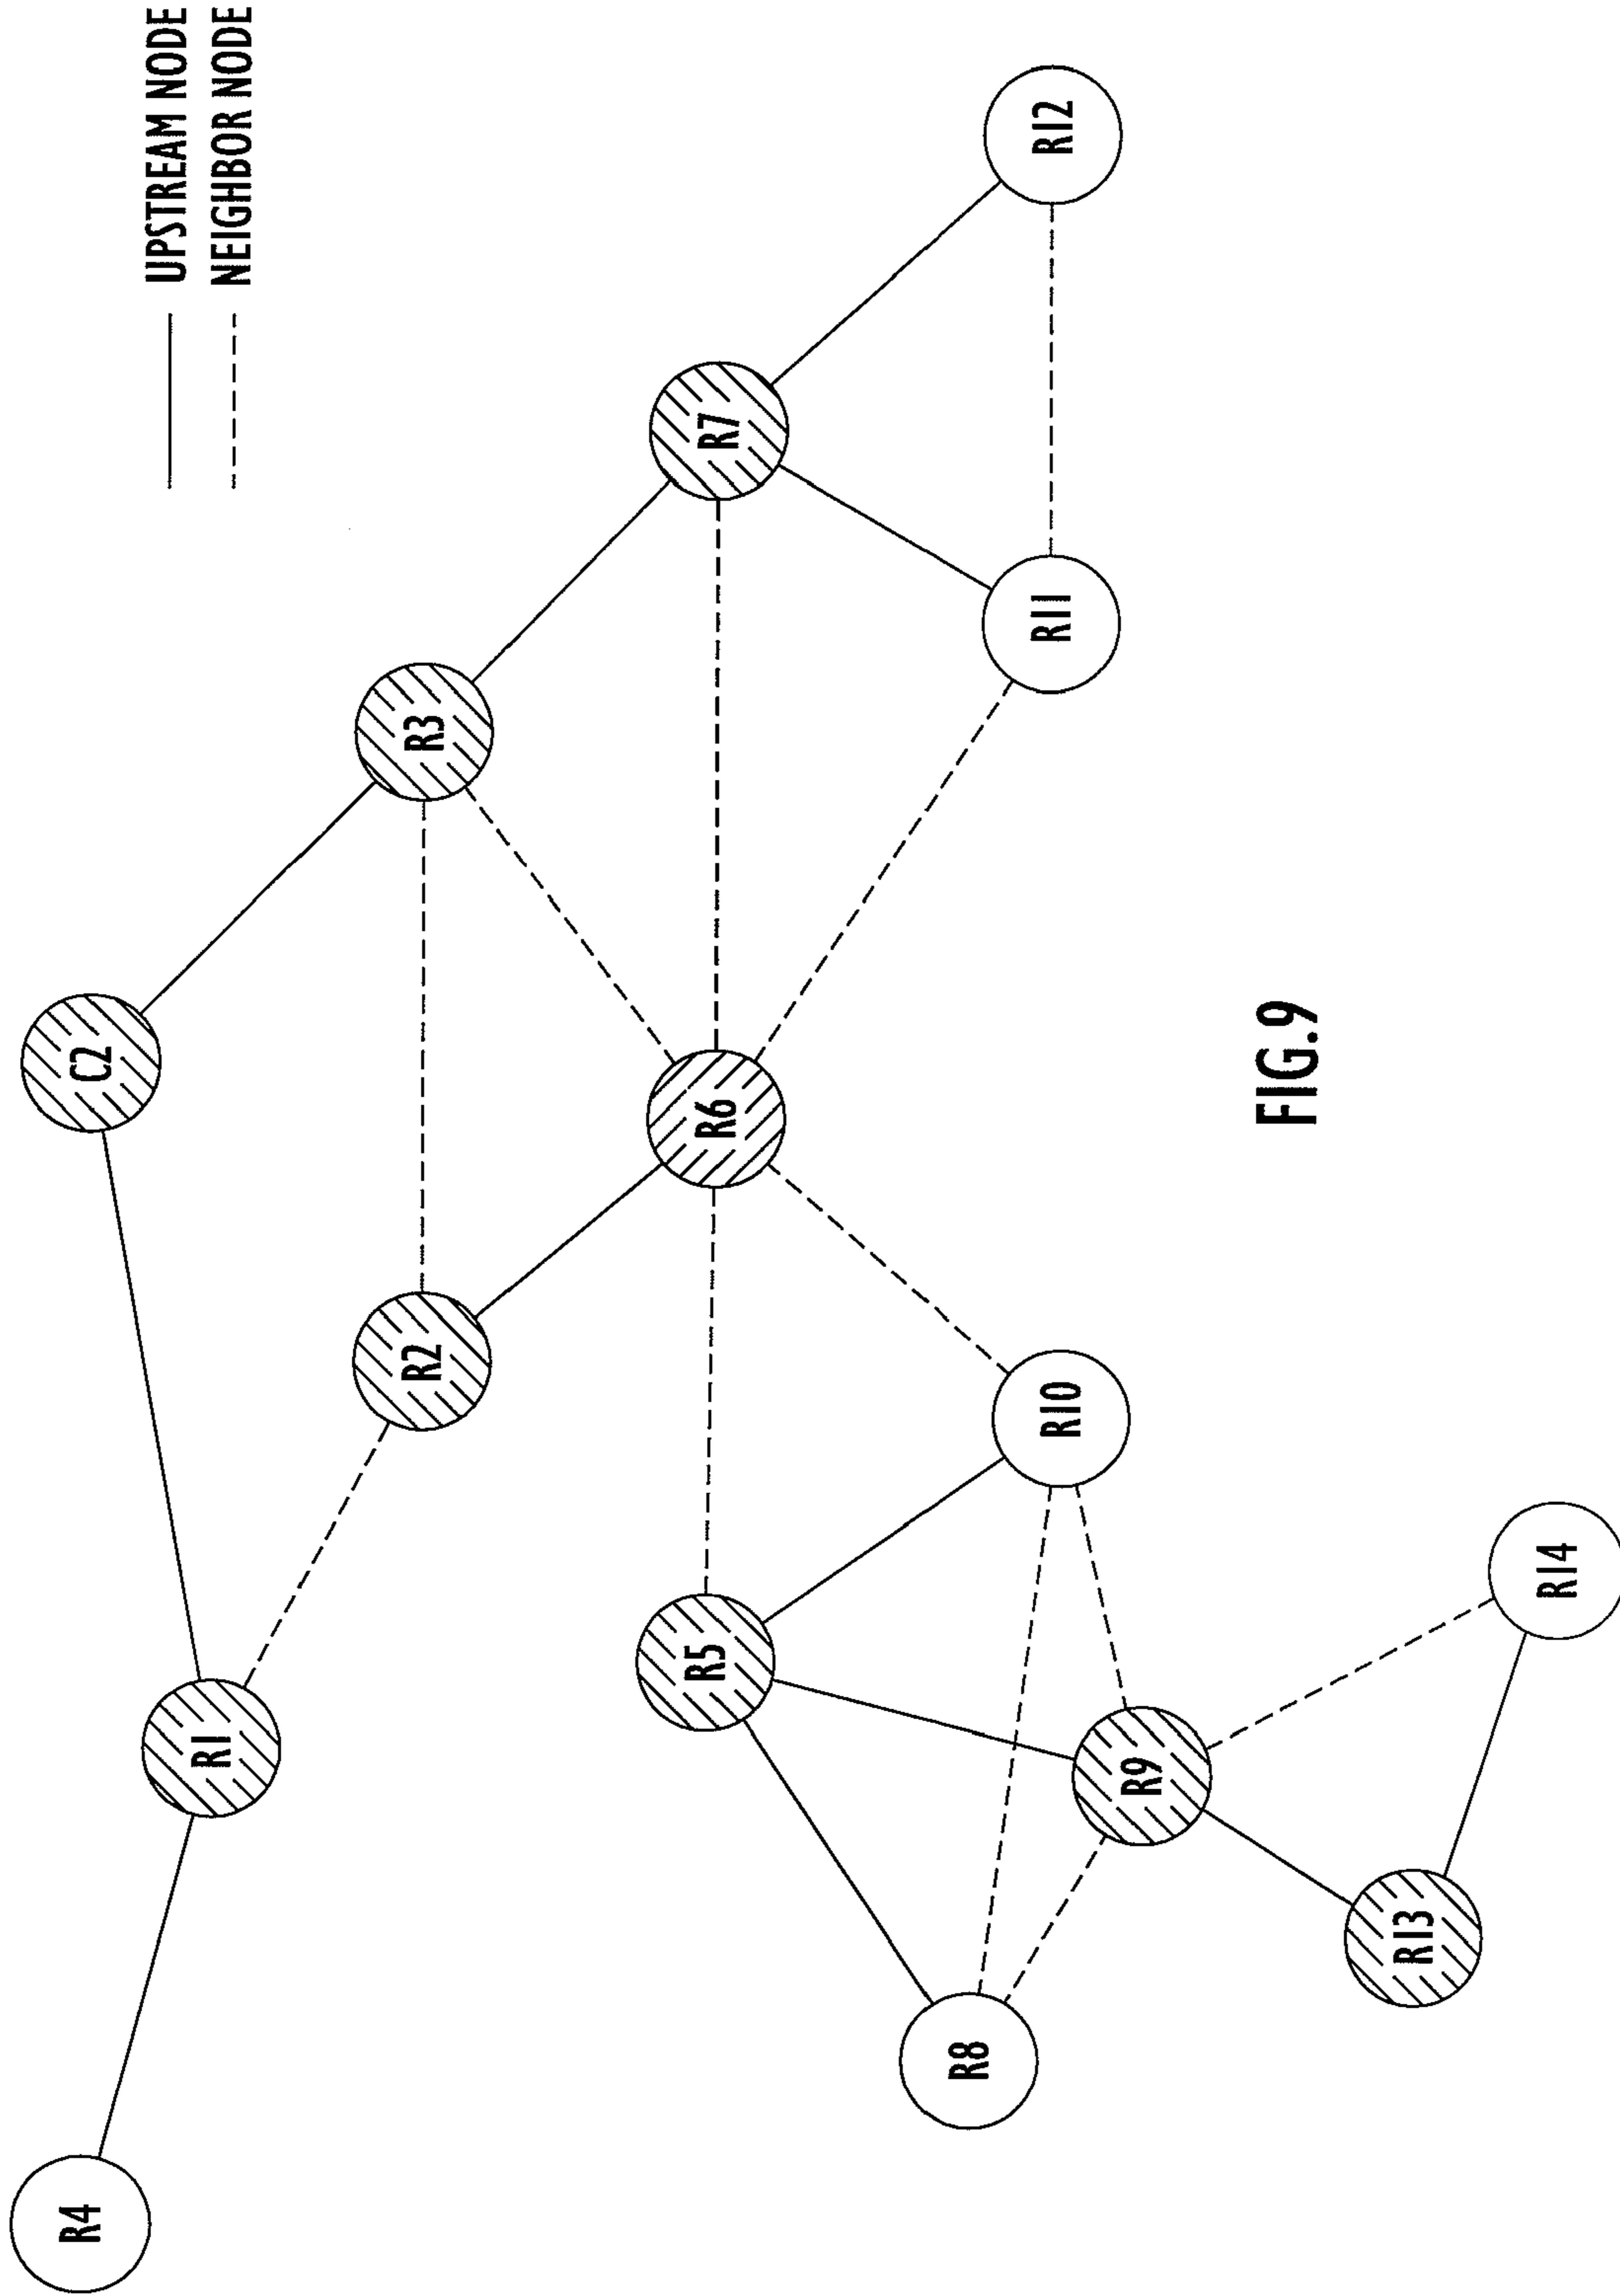 R4
C2
UPSTREAM NODE
R1
NEIGHBOR NODE
R2
R3
R5
R6
R7
R8
R10
R11
R12
R9
FIG.9
R13
R14